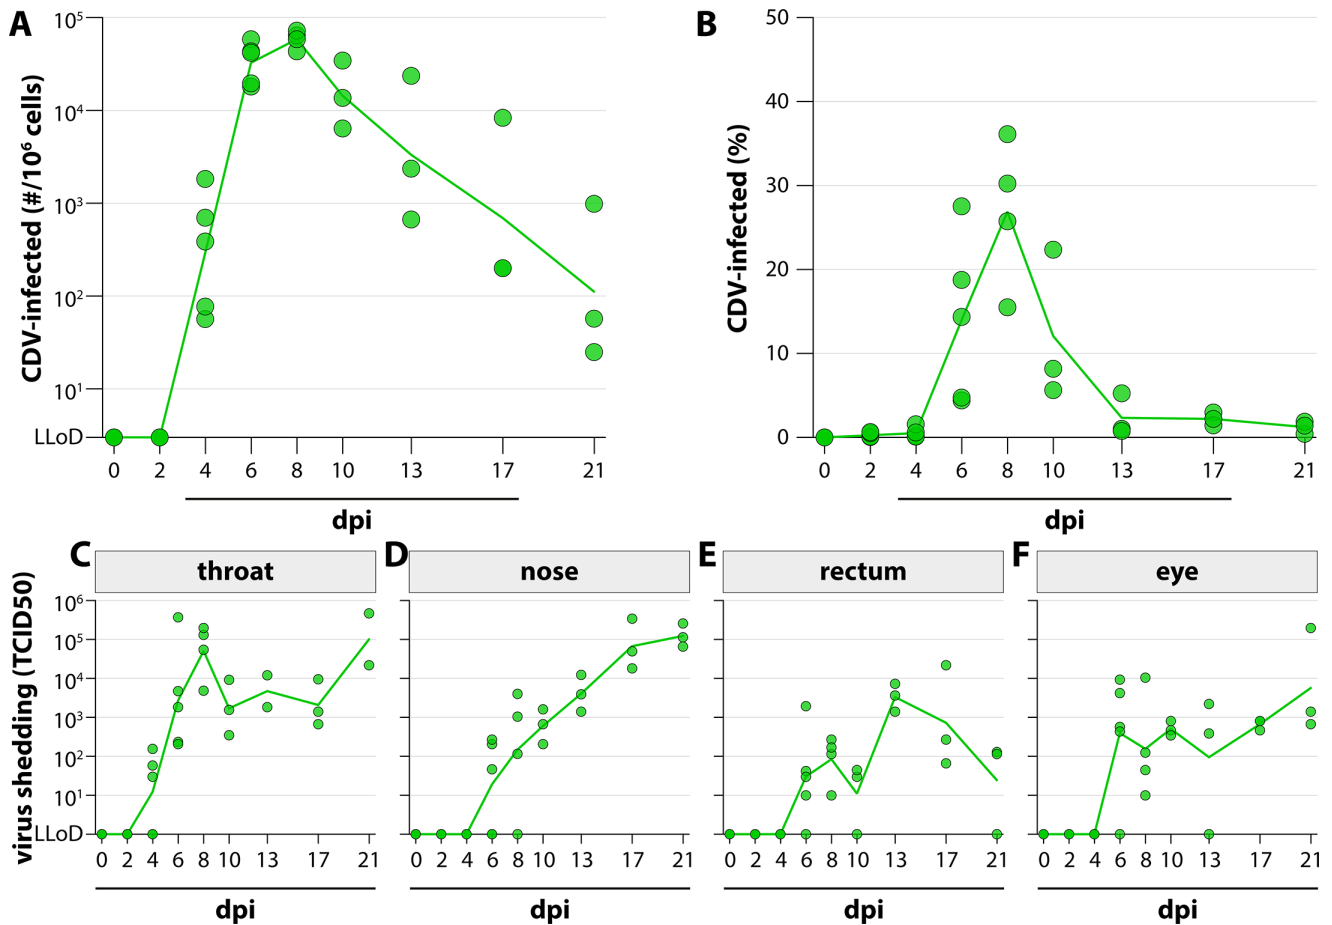 A
CDV-infected (#/10⁶ cells)
10⁵
10⁴
10³
10²
10¹
LLoD
0 2 4 6 8 10 13 17 21
dpi
B
CDV-infected (%)
50
40
30
20
10
0
0 2 4 6 8 10 13 17 21
dpi
C
throat
D
nose
E
rectum
F
eye
virus shedding (TCID50)
10⁶
10⁵
10⁴
10³
10²
10¹
LLoD
0 2 4 6 8 10 13 17 21
0 2 4 6 8 10 13 17 21
0 2 4 6 8 10 13 17 21
0 2 4 6 8 10 13 17 21
dpi
dpi
dpi
dpi